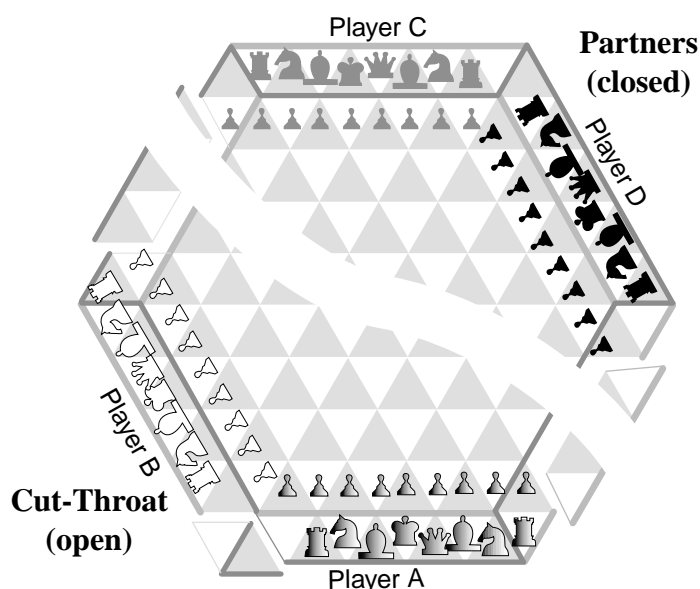 Player C
Partners
(closed)
Player D
Player B
Cut-Throat
(open)
Player A